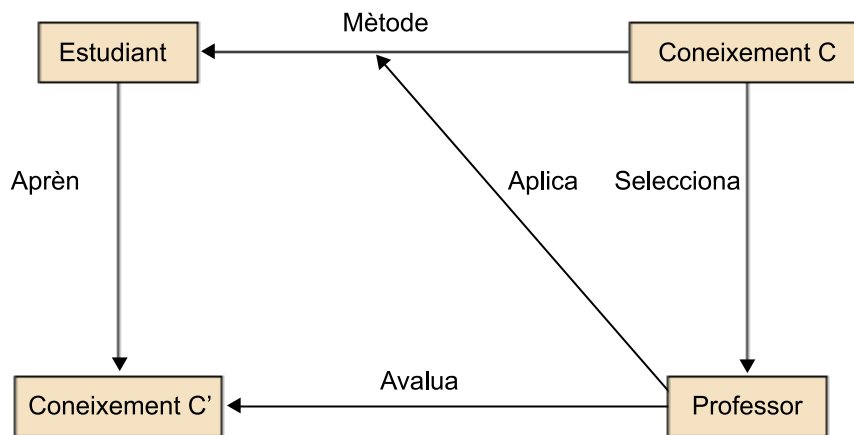 Mètode
Estudiant
Coneixement C
Aprèn
Aplica
Selecciona
Avalua
Coneixement C’
Professor